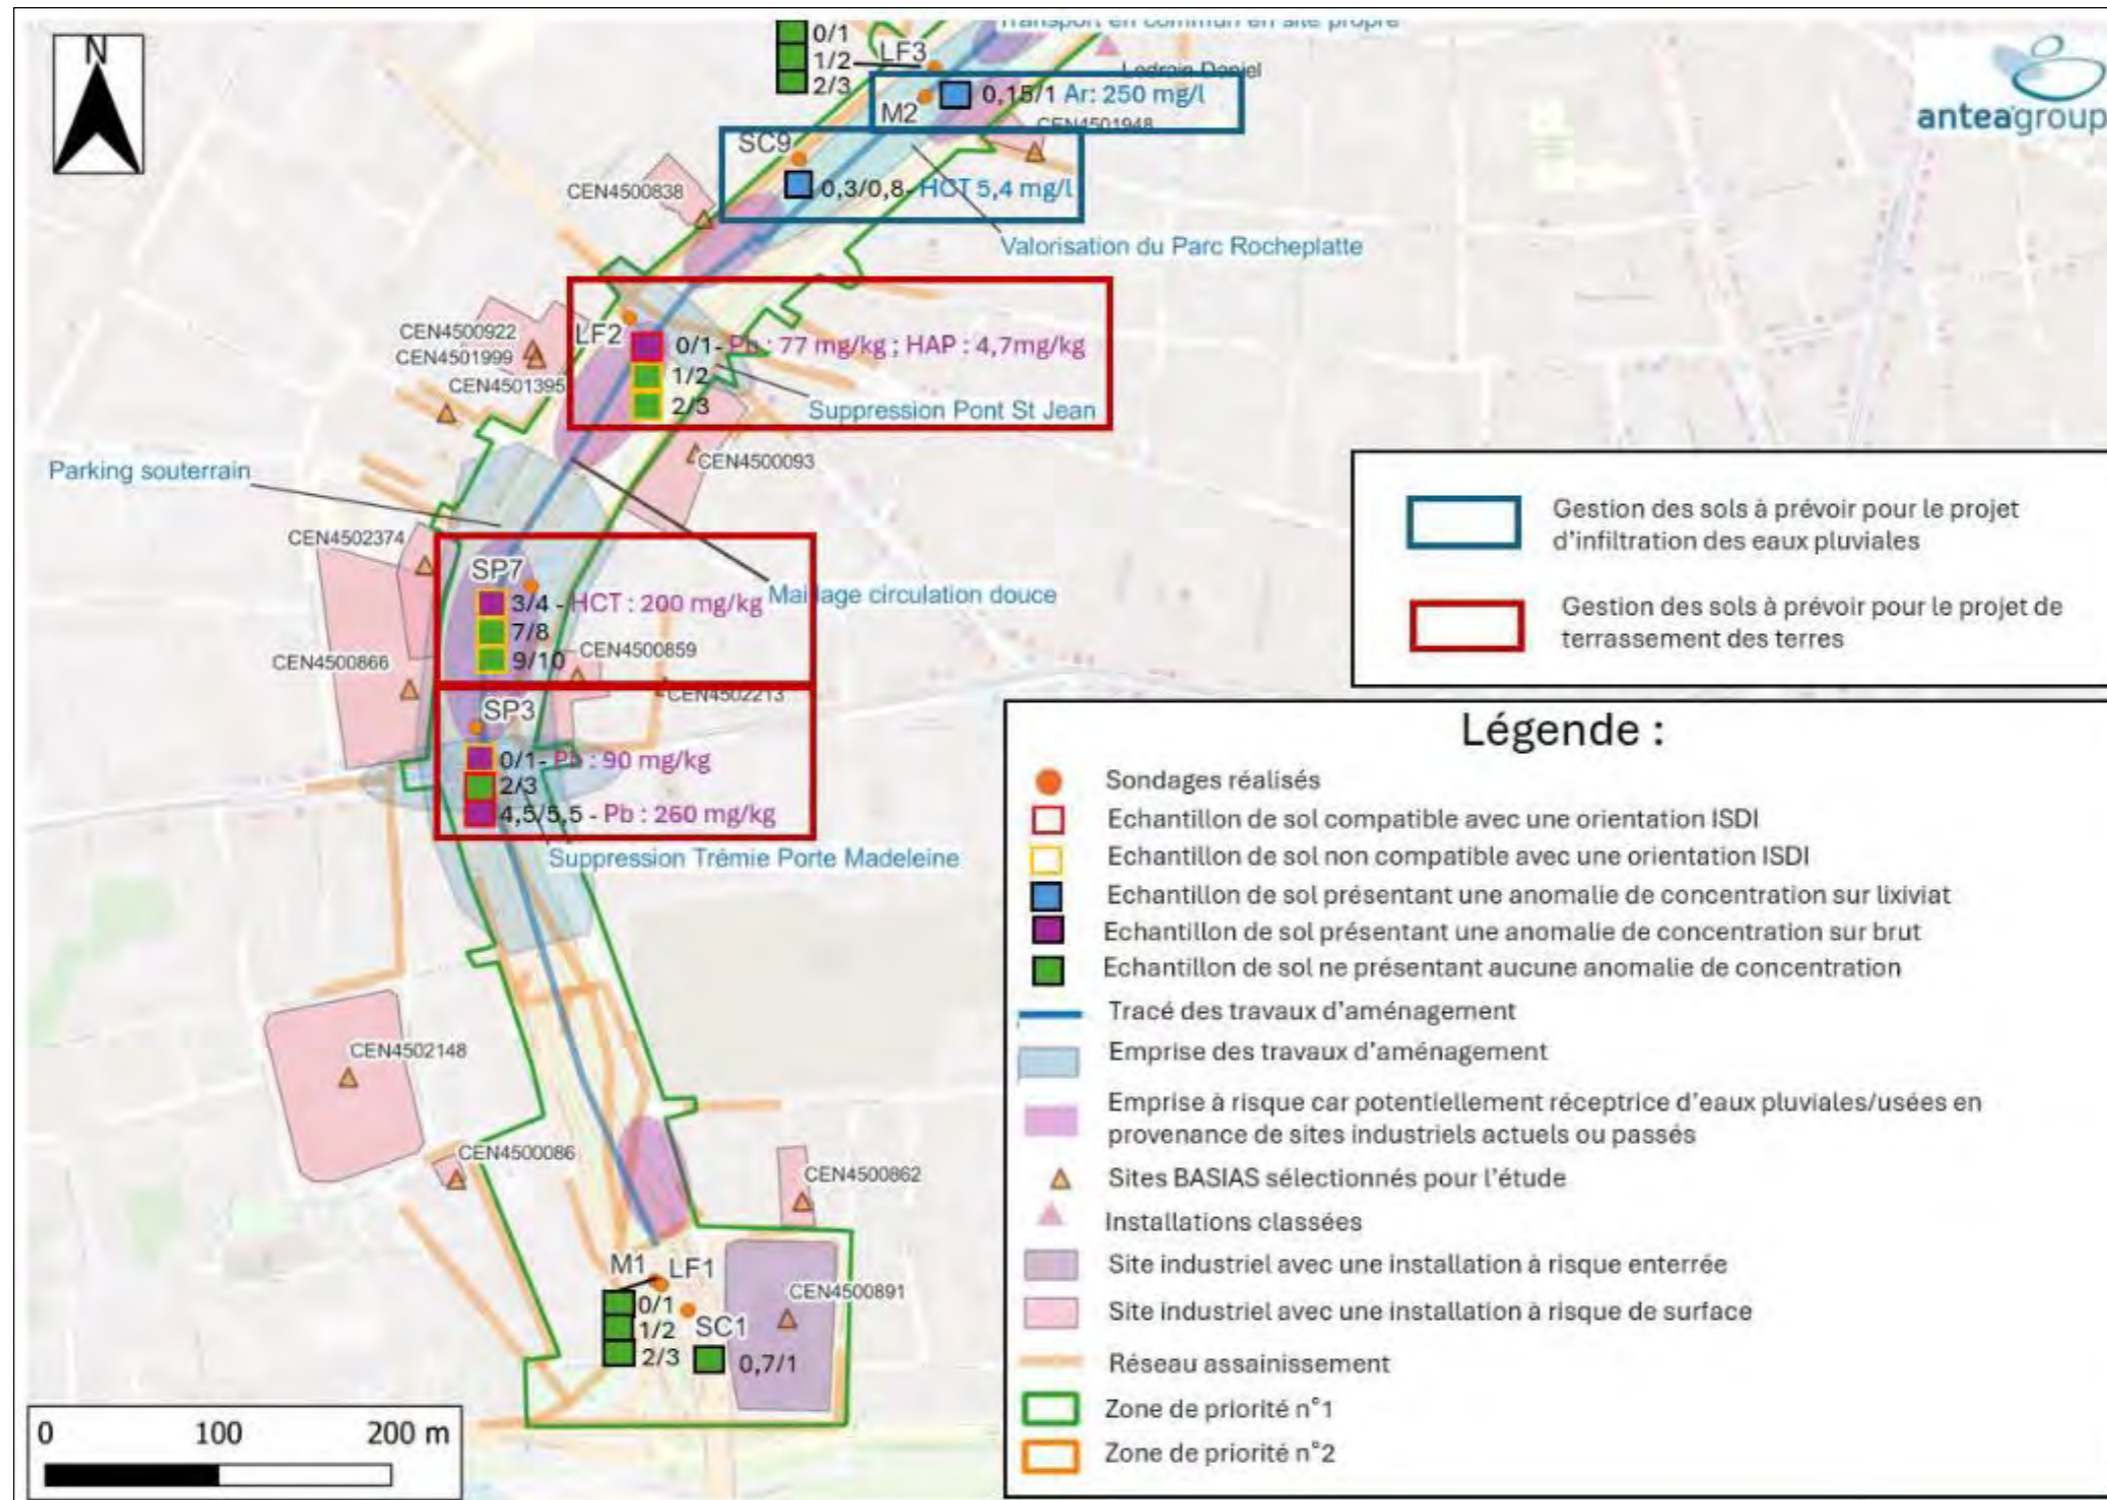 Transport en commun en site propre
N
0/1
1/2
2/3
LF3
Ledrain Daniel
anteagroup
M2
0,15/1 Ar: 250 mg/l
CEN4501948
SC9
0,3/0,8- HCT 5,4 mg/l
CEN4500838
Valorisation du Parc Rocheplatte
CEN4500922
CEN4501999
CEN4501395
LF2
0/1- Pb : 77 mg/kg ; HAP : 4,7mg/kg
1/2
2/3
Suppression Pont St Jean
CEN4500093
Parking souterrain
CEN4502374
SP7
3/4 - HCT : 200 mg/kg
7/8
9/10
Maillage circulation douce
CEN4500859
CEN4500866
CEN4502213
SP3
0/1- Pb : 90 mg/kg
2/3
4,5/5,5 - Pb : 260 mg/kg
Suppression Trémie Porte Madeleine
CEN4502148
CEN4500086
CEN4500862
M1
LF1
0/1
1/2
2/3
SC1
0,7/1
CEN4500891
0 100 200 m
Gestion des sols à prévoir pour le projet
d'infiltration des eaux pluviales
Gestion des sols à prévoir pour le projet de
terrassement des terres
Légende :
Sondages réalisés
Echantillon de sol compatible avec une orientation ISDI
Echantillon de sol non compatible avec une orientation ISDI
Echantillon de sol présentant une anomalie de concentration sur lixiviat
Echantillon de sol présentant une anomalie de concentration sur brut
Echantillon de sol ne présentant aucune anomalie de concentration
Tracé des travaux d'aménagement
Emprise des travaux d'aménagement
Emprise à risque car potentiellement réceptrice d'eaux pluviales/usées en
provenance de sites industriels actuels ou passés
Sites BASIAS sélectionnés pour l'étude
Installations classées
Site industriel avec une installation à risque enterrée
Site industriel avec une installation à risque de surface
Réseau assainissement
Zone de priorité n°1
Zone de priorité n°2